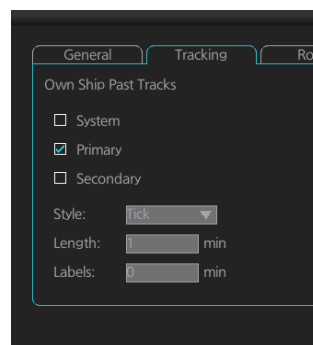 General Tracking Ro
Own Ship Past Tracks
System
Primary
Secondary
Style: Tick
Length: 1 min
Labels: 0 min